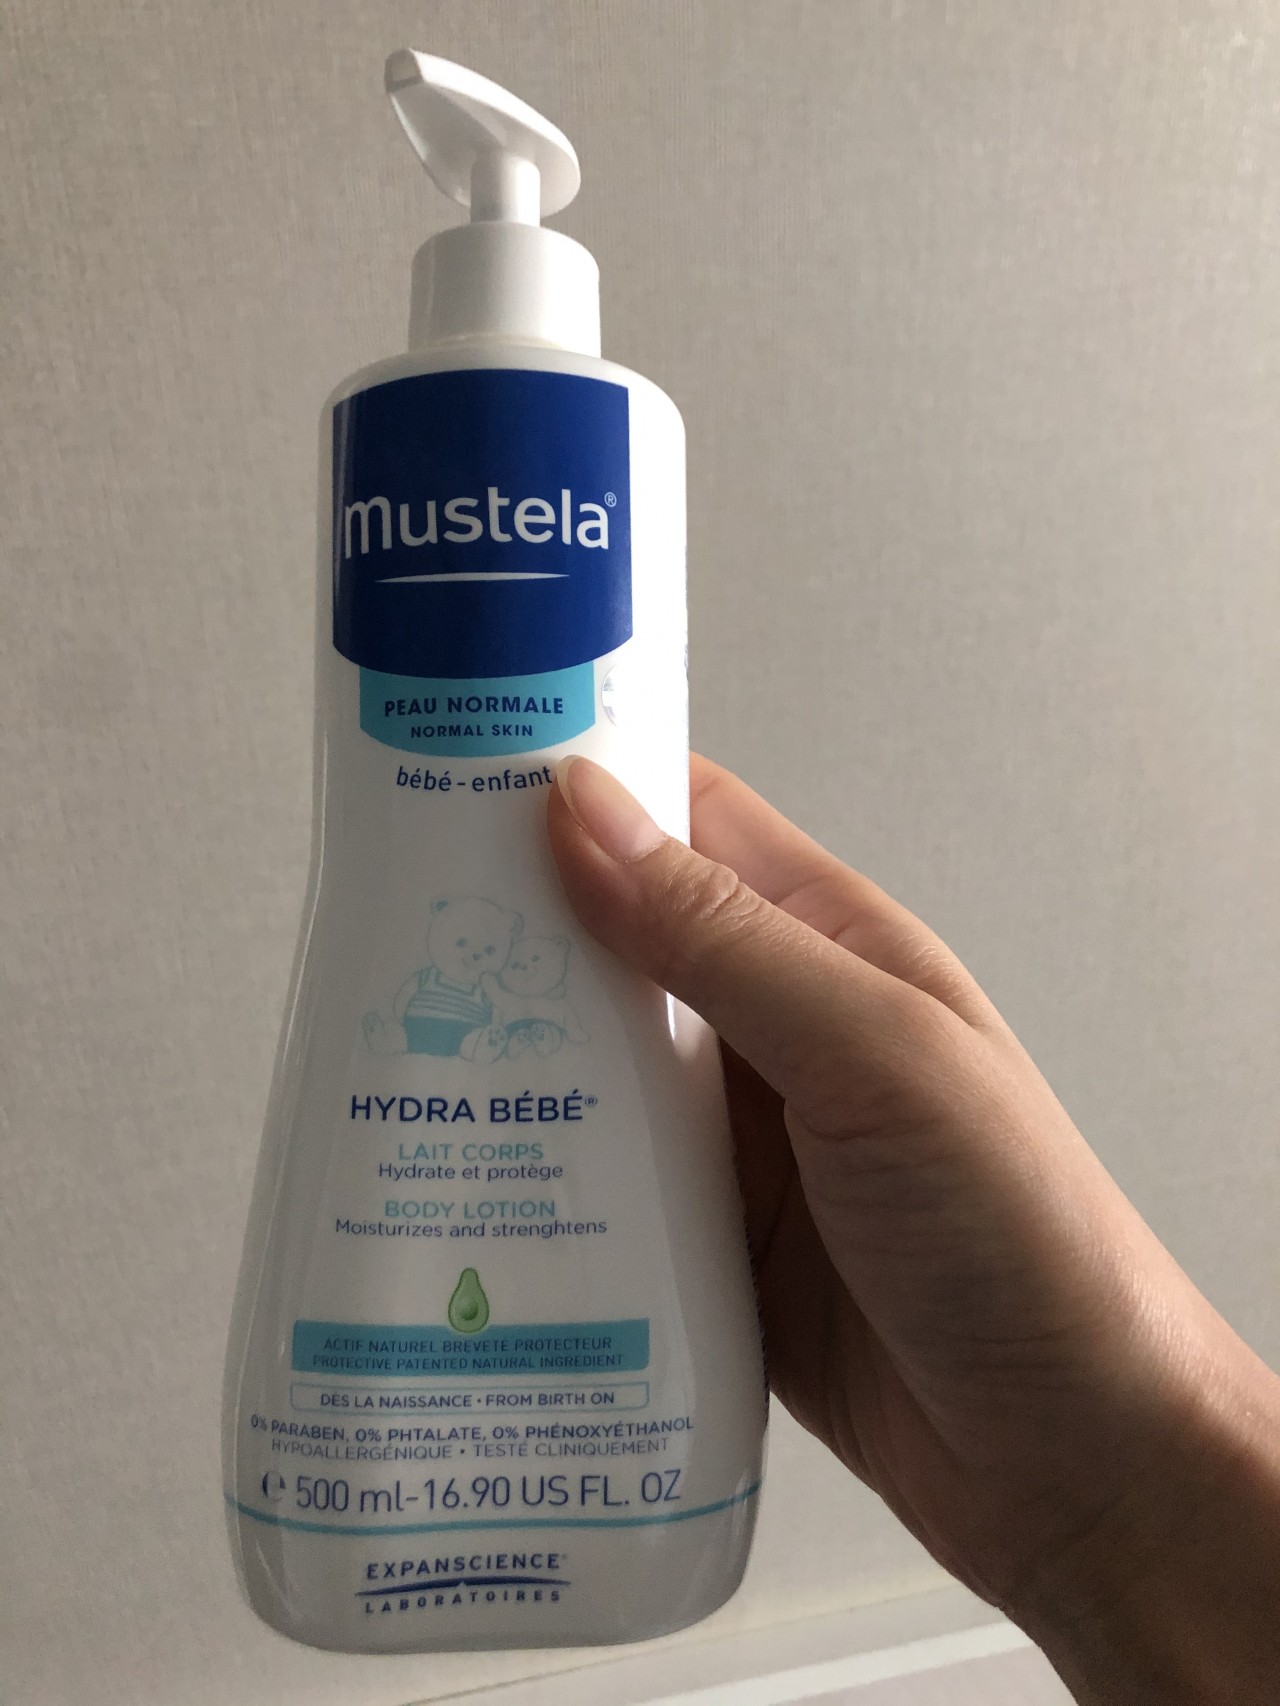 mustela®
PEAU NORMALE
NORMAL SKIN
bébé - enfant
HYDRA BÉBÉ®
LAIT CORPS
Hydrate et protège
BODY LOTION
Moisturizes and strenghtens
ACTIF NATUREL BREVETÉ PROTECTEUR
PROTECTIVE PATENTED NATURAL INGREDIENT
DÈS LA NAISSANCE • FROM BIRTH ON
0% PARABEN, 0% PHTALATE, 0% PHÉNOXYÉTHANOL
HYPOALLERGÉNIQUE • TESTÉ CLINIQUEMENT
℮ 500 ml-16.90 US FL. OZ
EXPANSCIENCE®
LABORATOIRES